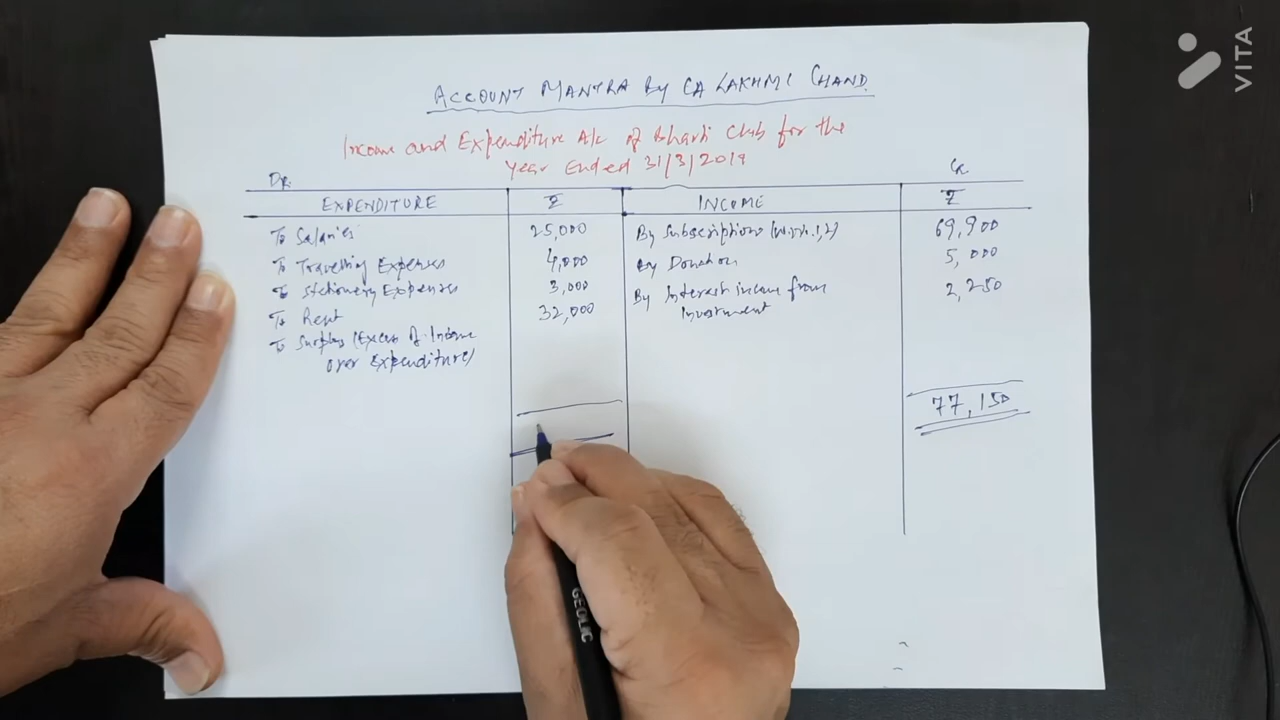 ACCOUNT MANTRA By CA LAKHMI CHAND
Income and Expenditure A/c of Bharti Club for the
Year Ended 31/3/2019
Dr. Cr.
EXPENDITURE ₹ INCOME ₹
To Salaries 25,000 By Subscriptions (W.N.1,2) 69,900
To Travelling Expenses 4,000 By Donation 5,000
To Stationery Expenses 3,000 By Interest income from 2,250
To Rent 32,000 Investment
To Surplus (Excess of Income
over Expenditure)
77,150
GEOLIC
VITA